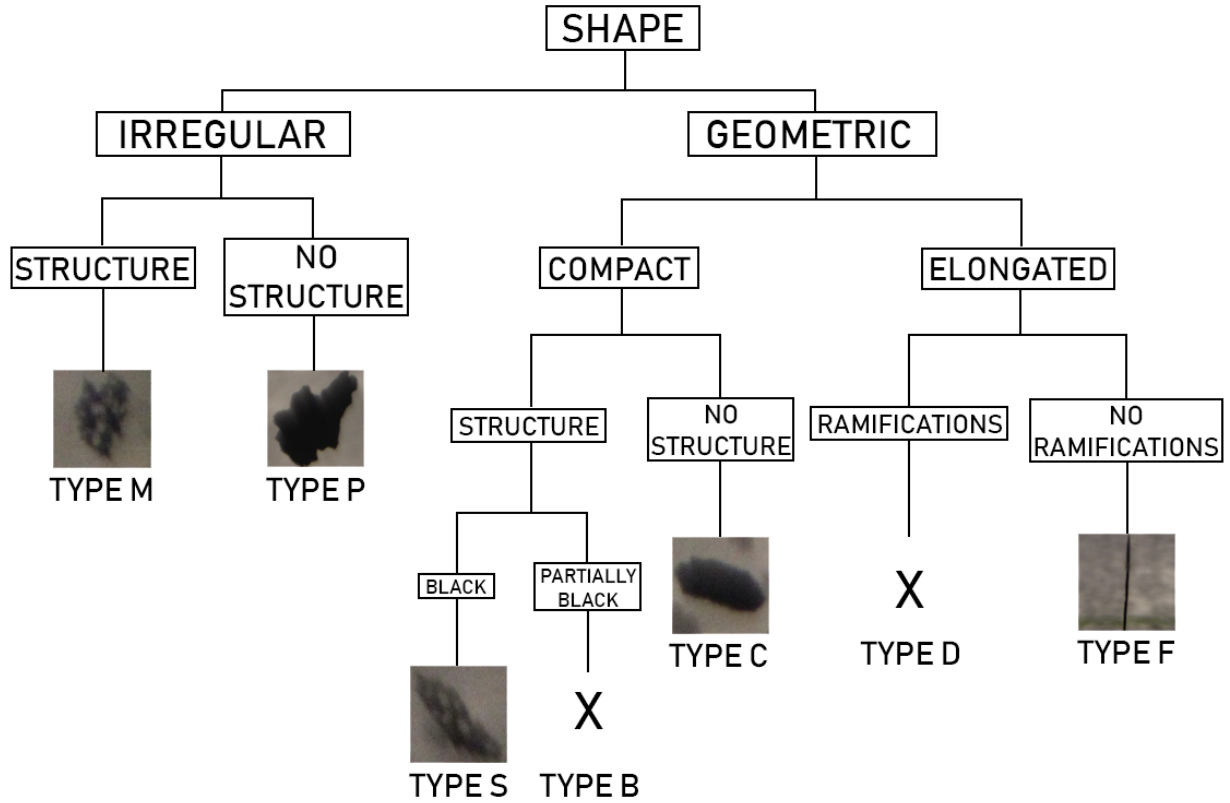 SHAPE
IRREGULAR
GEOMETRIC
STRUCTURE
NO
STRUCTURE
COMPACT
ELONGATED
TYPE M
TYPE P
STRUCTURE
NO
STRUCTURE
RAMIFICATIONS
NO
RAMIFICATIONS
BLACK
PARTIALLY
BLACK
X
X
TYPE C
TYPE D
TYPE F
TYPE S
TYPE B